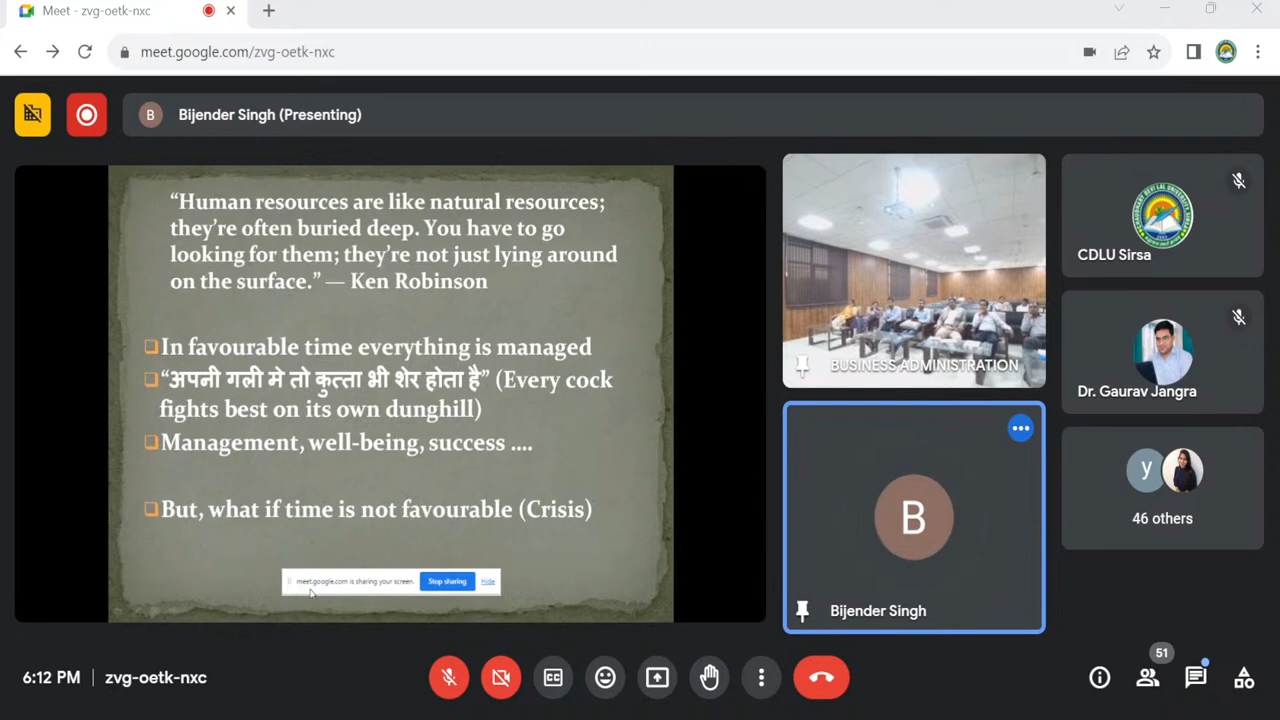 Meet - zvg-oetk-nxc
meet.google.com/zvg-oetk-nxc
B
Bijender Singh (Presenting)
“Human resources are like natural resources;
they’re often buried deep. You have to go
looking for them; they’re not just lying around
on the surface.” — Ken Robinson
In favourable time everything is managed
“अपनी गली मे तो कुत्ता भी शेर होता है” (Every cock
fights best on its own dunghill)
Management, well-being, success ....
But, what if time is not favourable (Crisis)
meet.google.com is sharing your screen.
Stop sharing
Hide
BUSINESS ADMINISTRATION
CDLU Sirsa
Dr. Gaurav Jangra
B
Bijender Singh
y
46 others
6:12 PM
zvg-oetk-nxc
CC
51